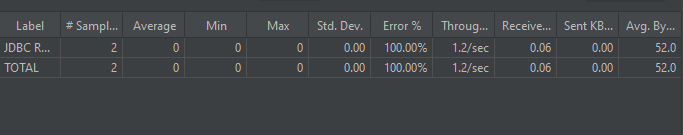 Label # Sampl... Average Min Max Std. Dev. Error % Throug... Receive... Sent KB... Avg. By...
JDBC R... 2 0 0 0 0.00 100.00% 1.2/sec 0.06 0.00 52.0
TOTAL 2 0 0 0 0.00 100.00% 1.2/sec 0.06 0.00 52.0